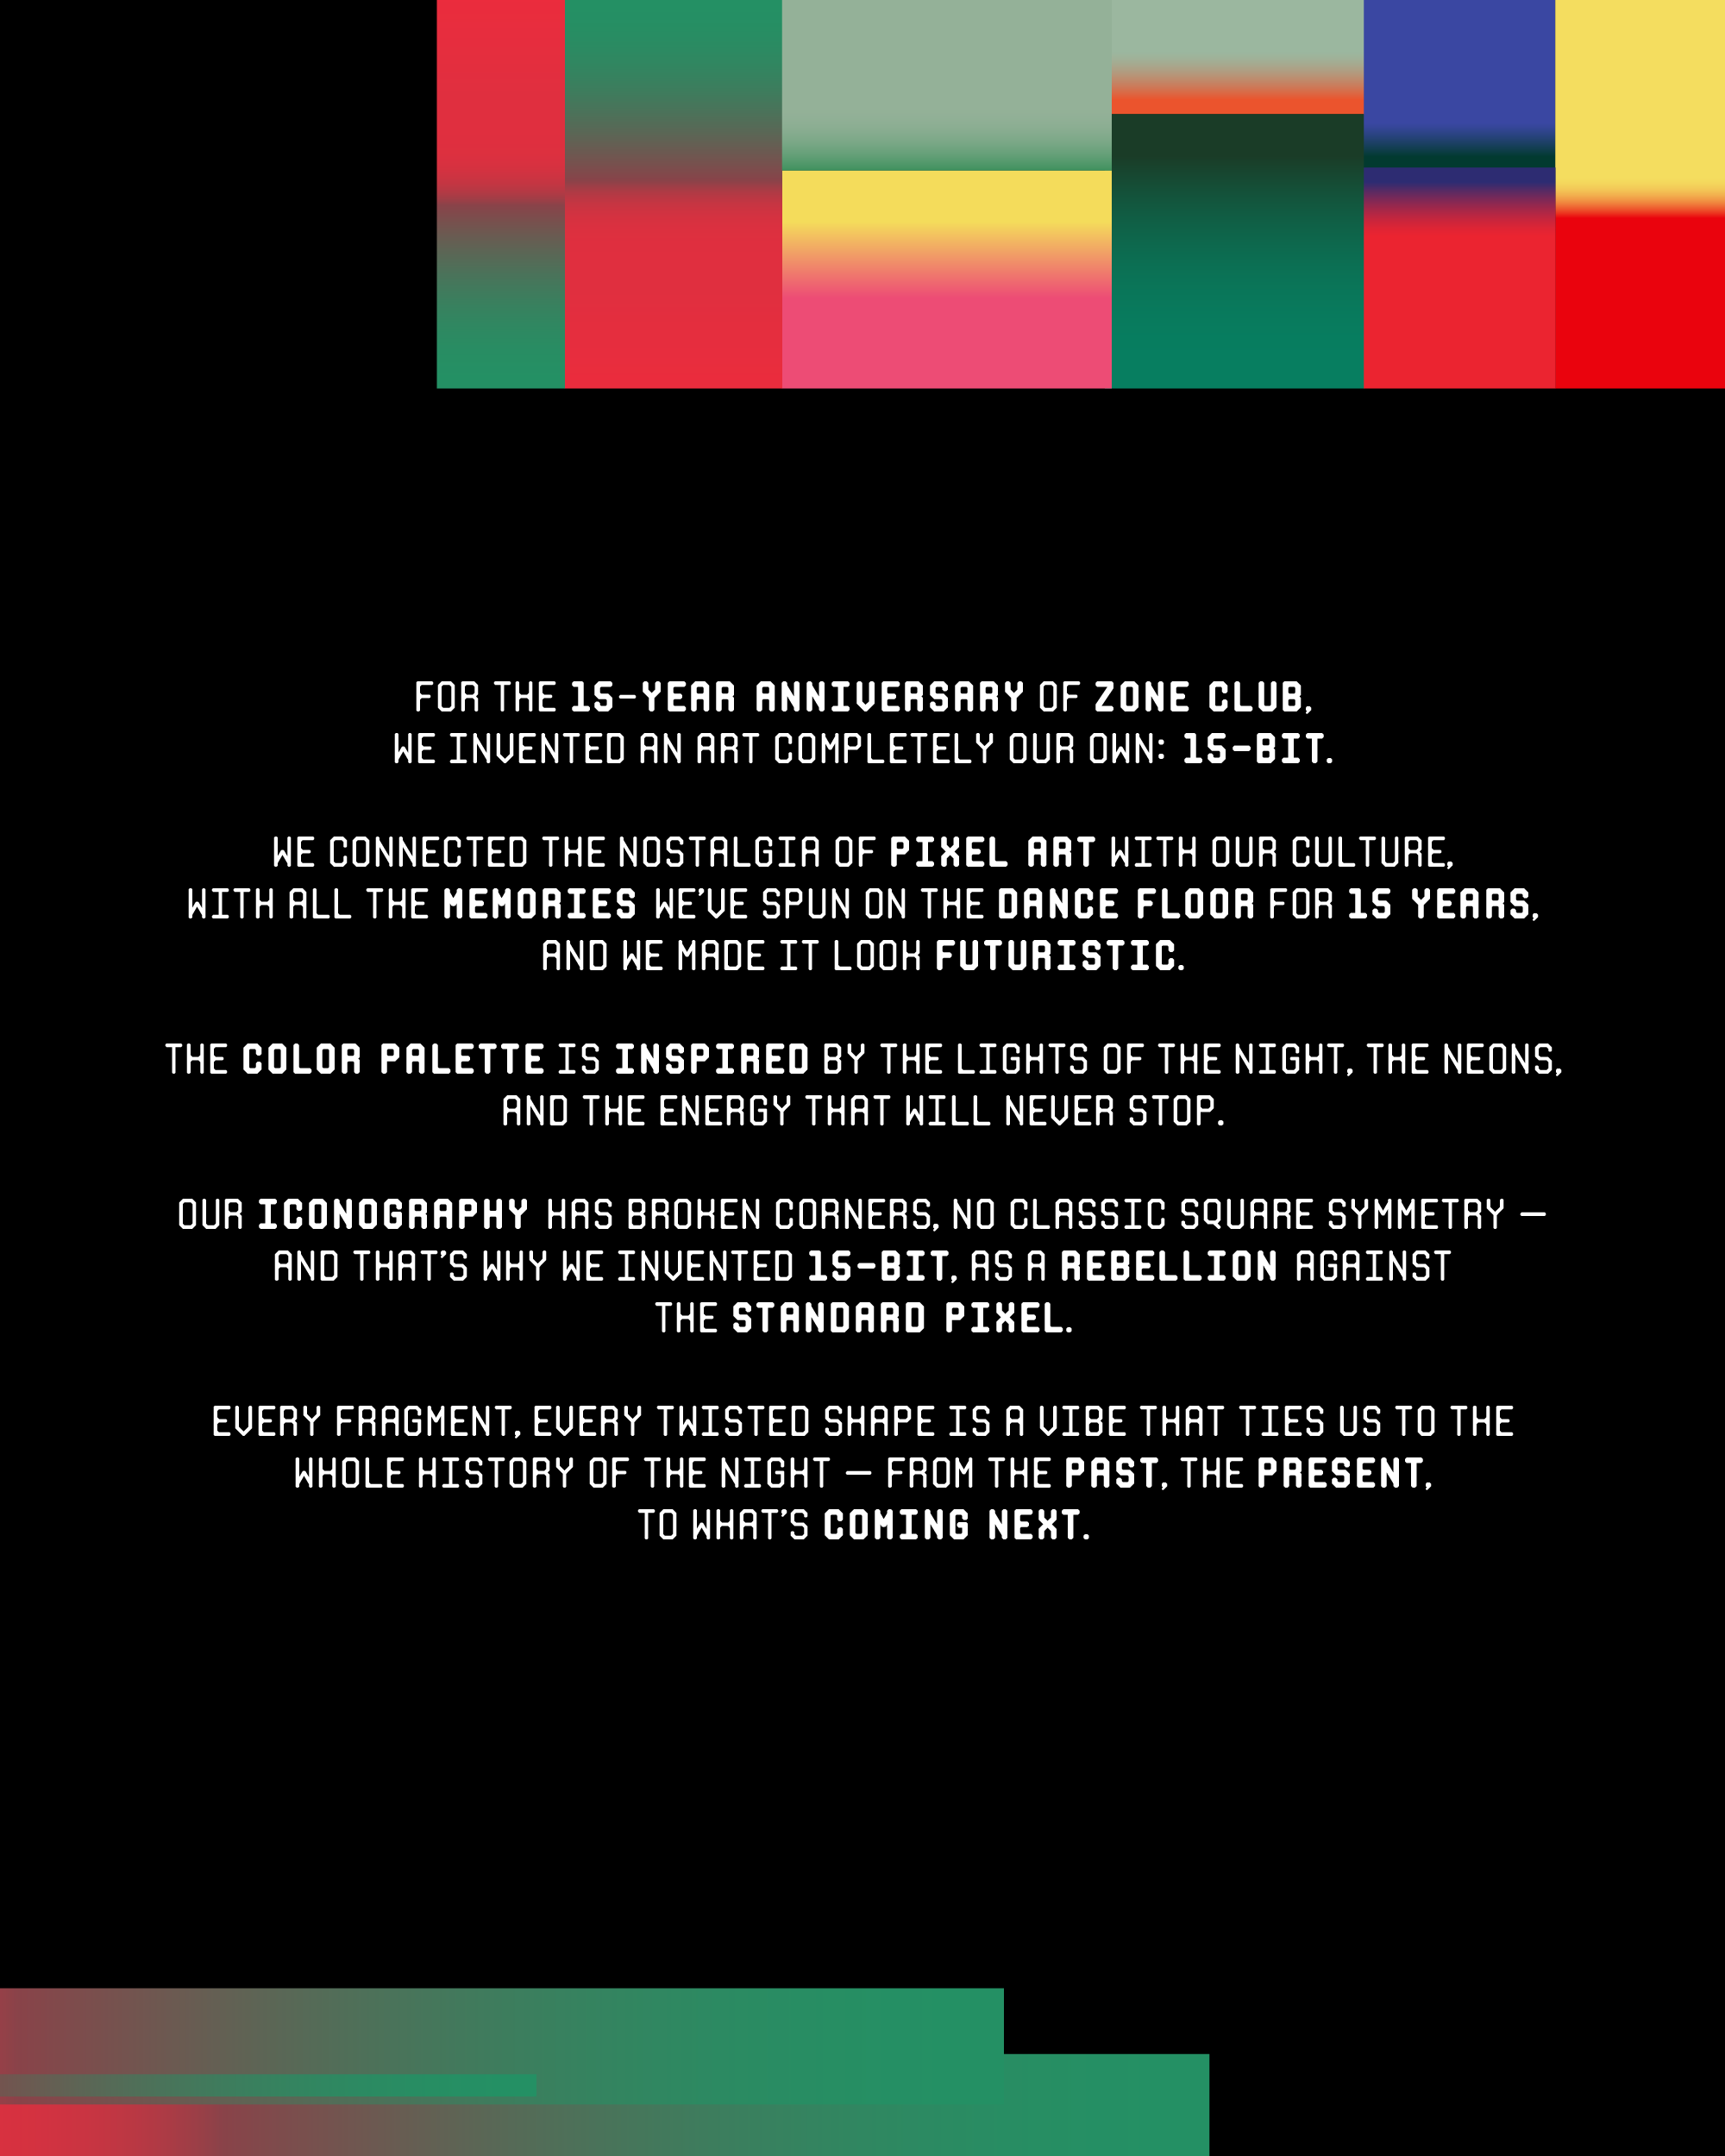 FOR THE 15-YEAR ANNIVERSARY OF ZONE CLUB,
WE INVENTED AN ART COMPLETELY OUR OWN: 15-BIT.
WE CONNECTED THE NOSTALGIA OF PIXEL ART WITH OUR CULTURE,
WITH ALL THE MEMORIES WE'VE SPUN ON THE DANCE FLOOR FOR 15 YEARS,
AND WE MADE IT LOOK FUTURISTIC.
THE COLOR PALETTE IS INSPIRED BY THE LIGHTS OF THE NIGHT, THE NEONS,
AND THE ENERGY THAT WILL NEVER STOP.
OUR ICONOGRAPHY HAS BROKEN CORNERS, NO CLASSIC SQUARE SYMMETRY —
AND THAT'S WHY WE INVENTED 15-BIT, AS A REBELLION AGAINST
THE STANDARD PIXEL.
EVERY FRAGMENT, EVERY TWISTED SHAPE IS A VIBE THAT TIES US TO THE
WHOLE HISTORY OF THE NIGHT — FROM THE PAST, THE PRESENT,
TO WHAT'S COMING NEXT.